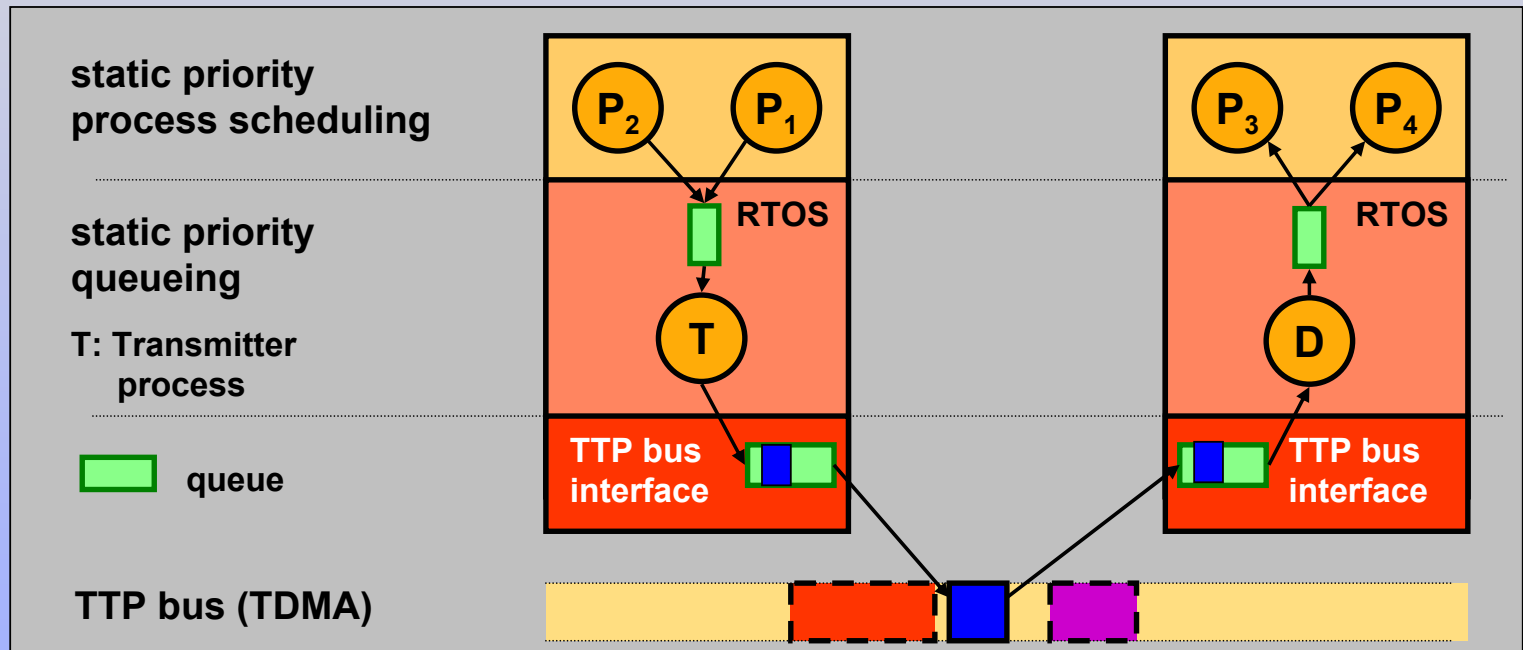 static priority
process scheduling
P2
P1
P3
P4
static priority
queueing
RTOS
RTOS
T: Transmitter
process
T
D
queue
TTP bus
interface
TTP bus
interface
TTP bus (TDMA)